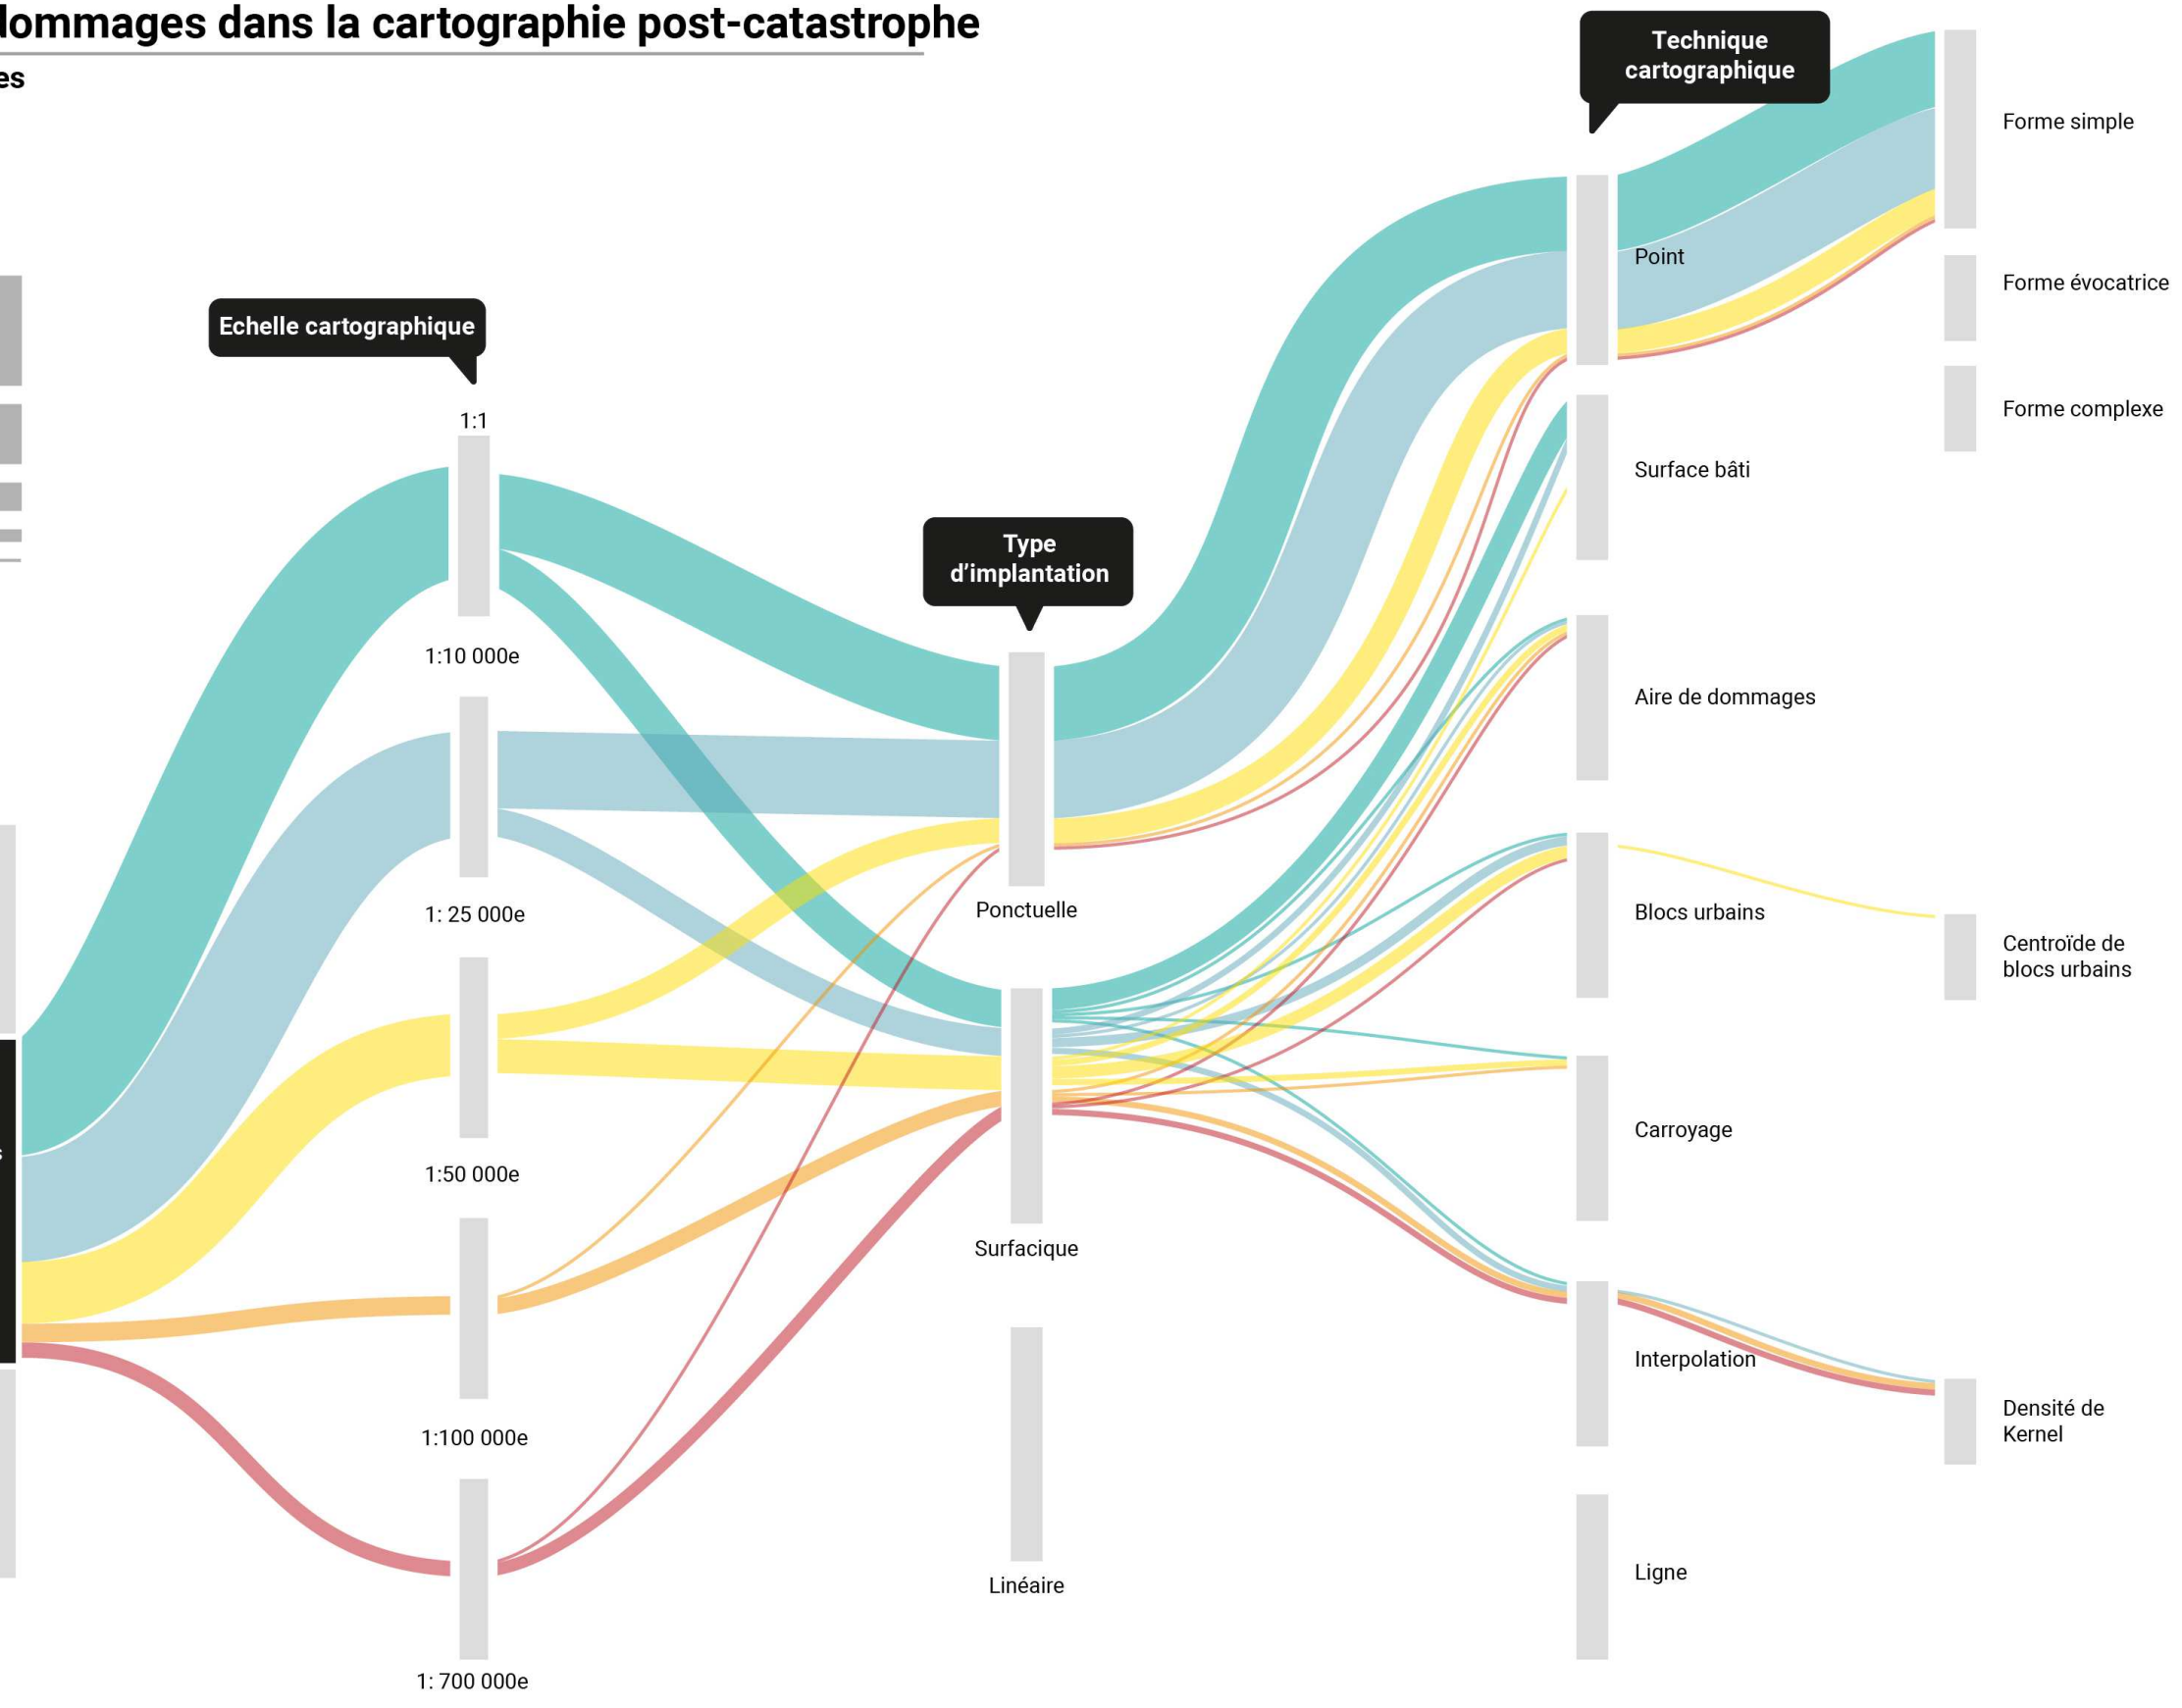 dommages dans la cartographie post-catastrophe
es
Technique
cartographique
Forme simple
Point
Forme évocatrice
Echelle cartographique
Forme complexe
1:1
Surface bâti
Type
d’implantation
1:10 000e
Aire de dommages
1: 25 000e
Ponctuelle
Blocs urbains
Centroïde de
blocs urbains
Carroyage
s
1:50 000e
Surfacique
Interpolation
Densité de
Kernel
1:100 000e
Linéaire
Ligne
1: 700 000e